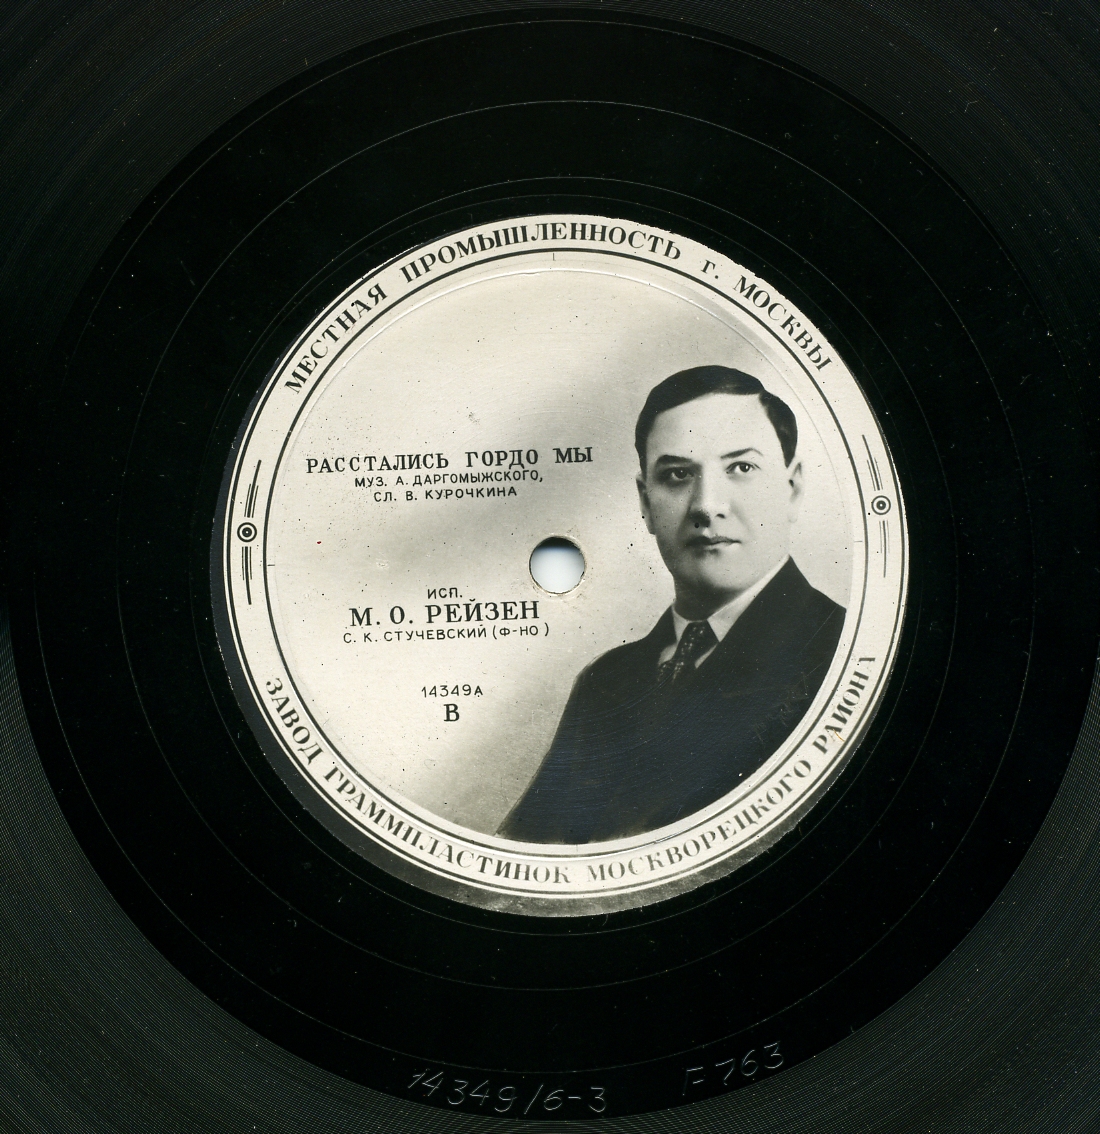 МЕСТНАЯ ПРОМЫШЛЕННОСТЬ г. МОСКВЫ
РАССТАЛИСЬ ГОРДО МЫ
МУЗ. А. ДАРГОМЫЖСКОГО,
СЛ. В. КУРОЧКИНА
ИСП.
М. О. РЕЙЗЕН
С. К. СТУЧЕВСКИЙ (Ф-НО)
14349А
В
ЗАВОД ГРАММПЛАСТИНОК МОСКВОРЕЦКОГО РАЙОНА
14349/6-3 F763